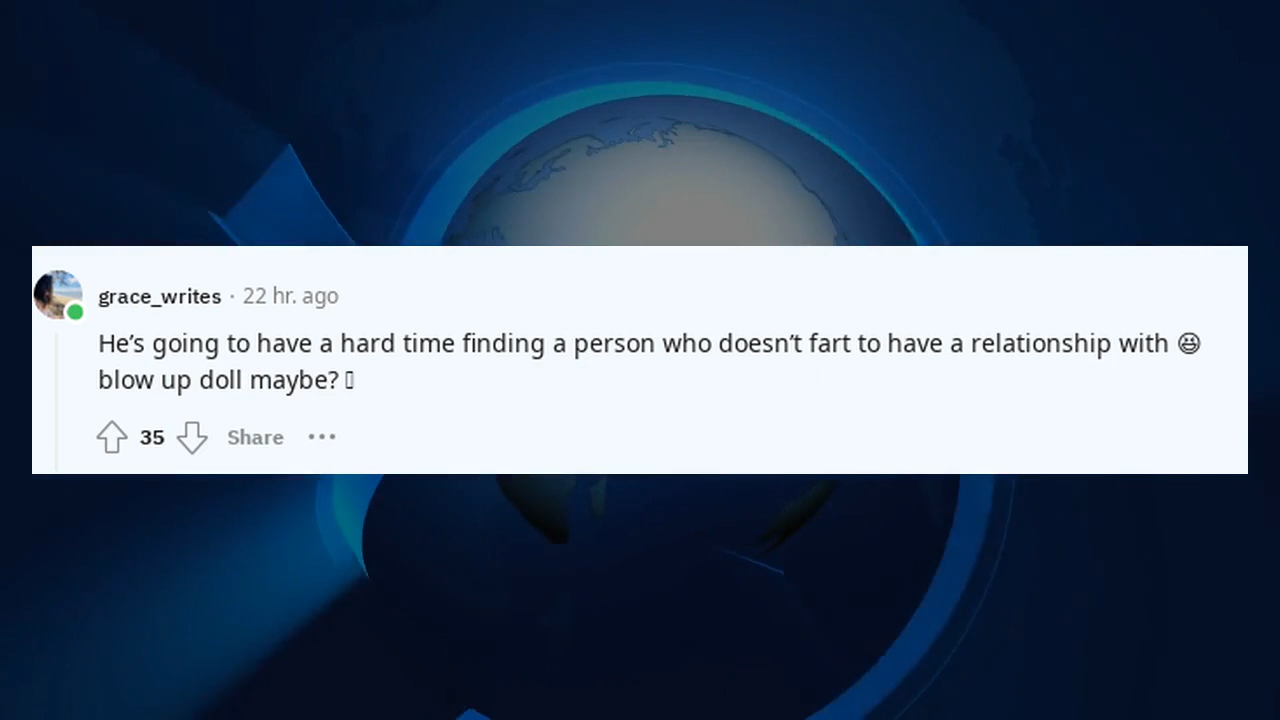 grace_writes · 22 hr. ago
He’s going to have a hard time finding a person who doesn’t fart to have a relationship with 😆
blow up doll maybe? 
35 Share •••